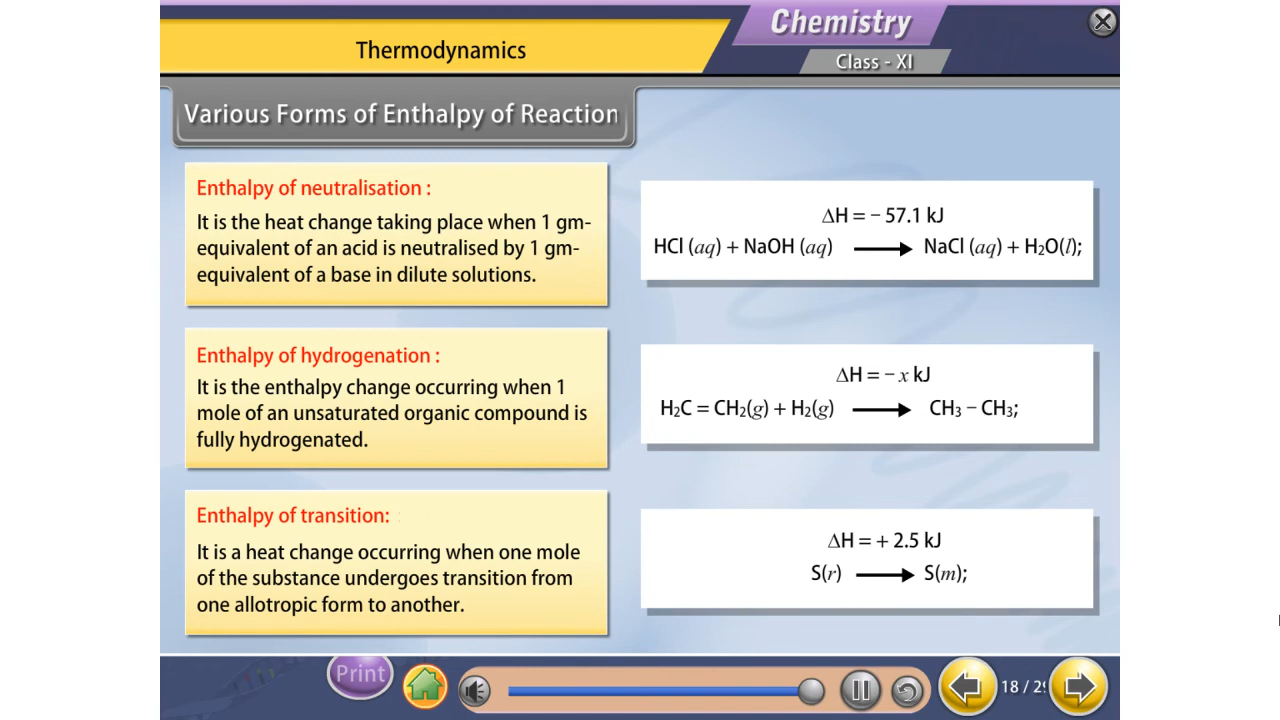 Chemistry
Thermodynamics
Class - XI
Various Forms of Enthalpy of Reaction
Enthalpy of neutralisation :
It is the heat change taking place when 1 gm-
equivalent of an acid is neutralised by 1 gm-
equivalent of a base in dilute solutions.
ΔH = − 57.1 kJ
HCl (aq) + NaOH (aq) ⟶ NaCl (aq) + H₂O(l);
Enthalpy of hydrogenation :
It is the enthalpy change occurring when 1
mole of an unsaturated organic compound is
fully hydrogenated.
ΔH = − x kJ
H₂C = CH₂(g) + H₂(g) ⟶ CH₃ − CH₃;
Enthalpy of transition:
It is a heat change occurring when one mole
of the substance undergoes transition from
one allotropic form to another.
ΔH = + 2.5 kJ
S(r) ⟶ S(m);
Print
18 / 29